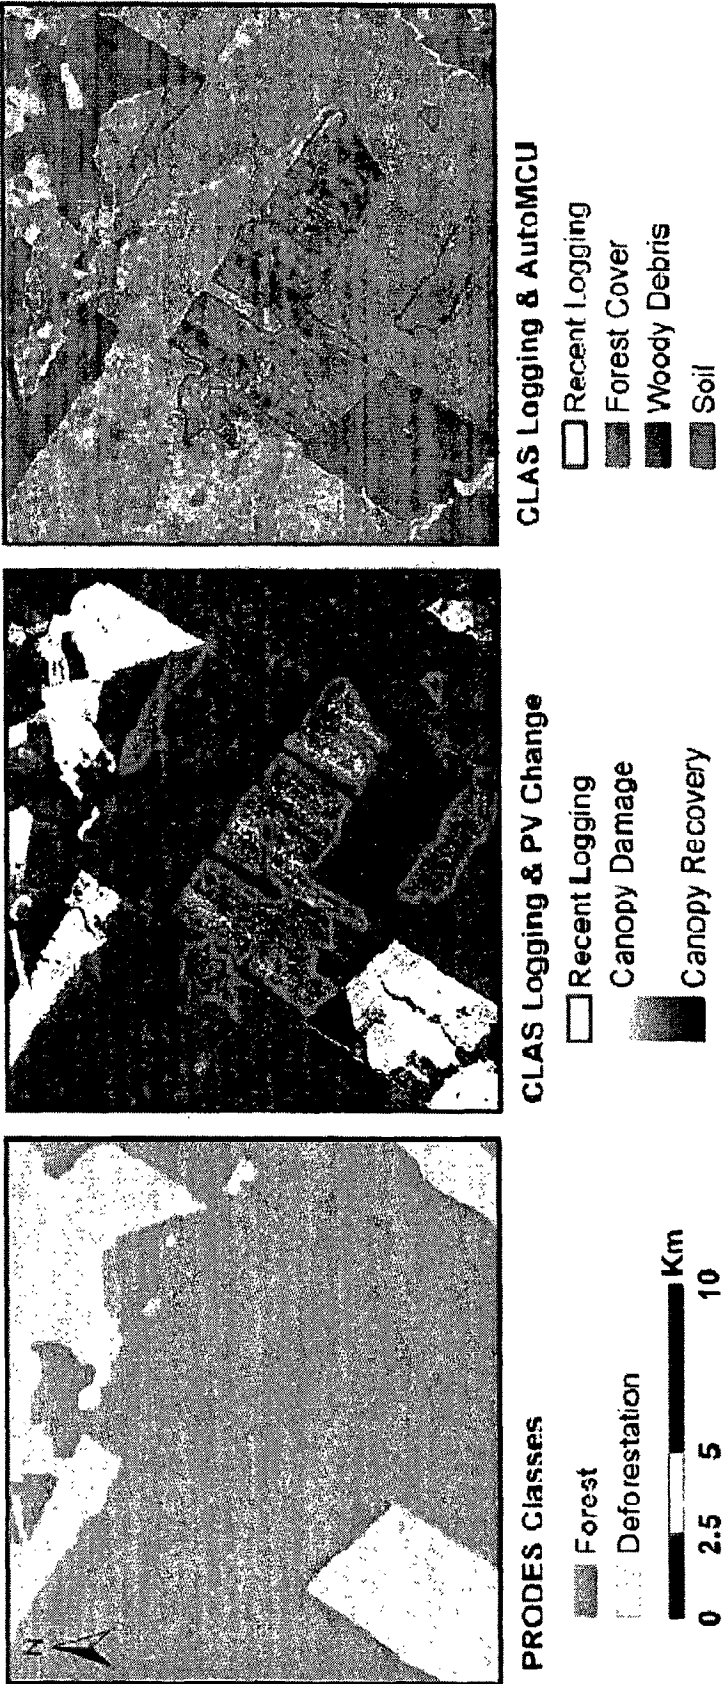 N
PRODES Classes
Forest
Deforestation
0 2.5 5 10
Km
CLAS Logging & PV Change
Recent Logging
Canopy Damage
Canopy Recovery
CLAS Logging & AutoMCU
Recent Logging
Forest Cover
Woody Debris
Soil